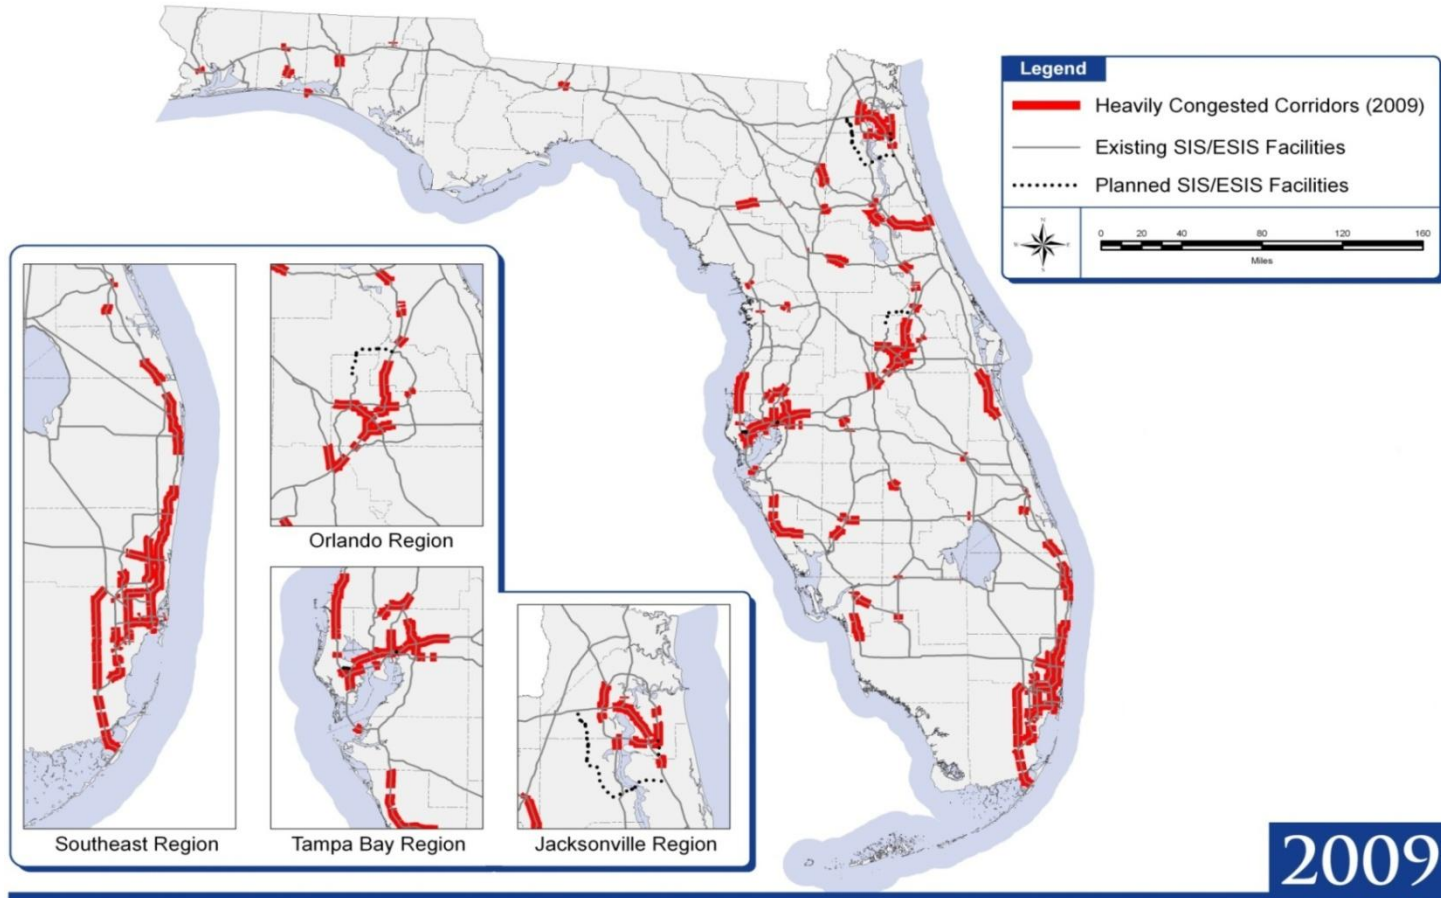 Legend
Heavily Congested Corridors (2009)
Existing SIS/ESIS Facilities
Planned SIS/ESIS Facilities
N
W E
S
0 20 40 80 120 160
Miles
Orlando Region
Southeast Region
Tampa Bay Region
Jacksonville Region
2009